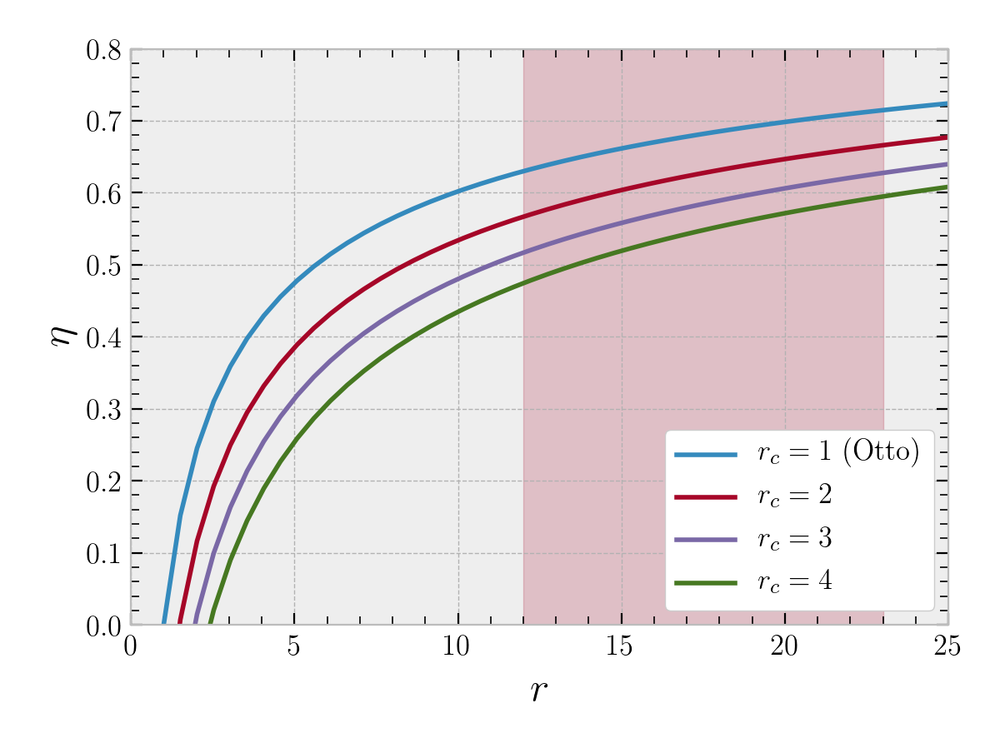 0.8
0.7
0.6
0.5
0.4
0.3
0.2
0.1
0.0
η
0 5 10 15 20 25
r
r_c = 1 (Otto)
r_c = 2
r_c = 3
r_c = 4